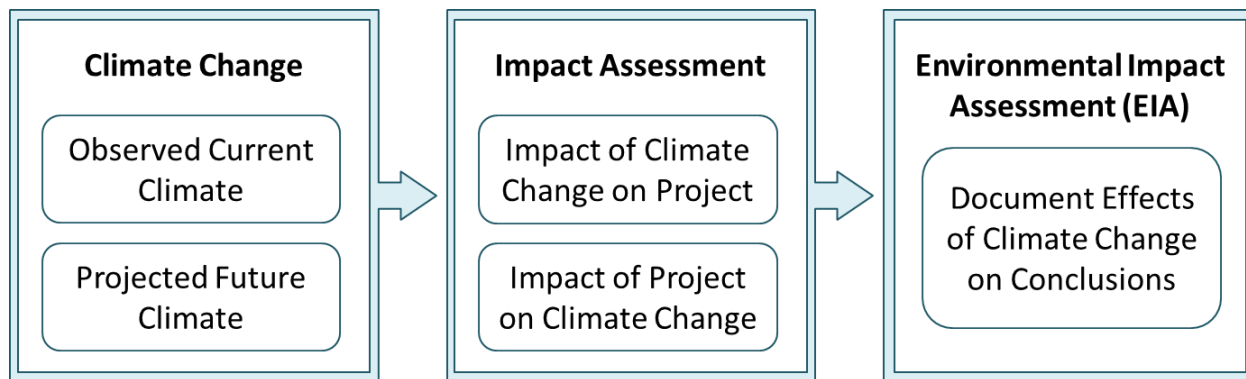 Climate Change
Observed Current
Climate
Projected Future
Climate
Impact Assessment
Impact of Climate
Change on Project
Impact of Project
on Climate Change
Environmental Impact
Assessment (EIA)
Document Effects
of Climate Change
on Conclusions